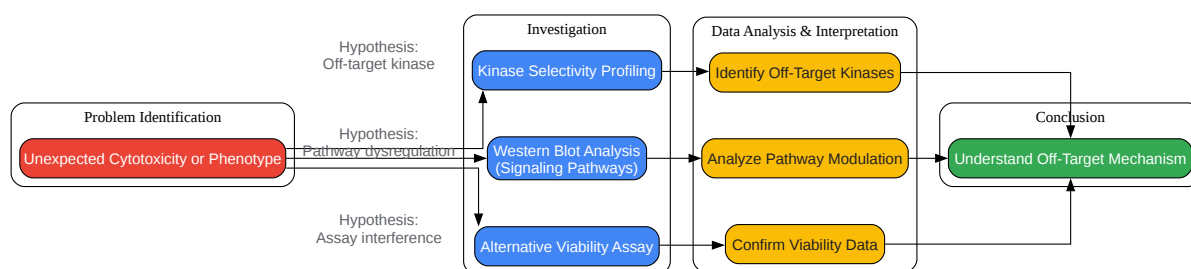 Problem Identification
Unexpected Cytotoxicity or Phenotype
Hypothesis:
Off-target kinase
Hypothesis:
Pathway dysregulation
Hypothesis:
Assay interference
Investigation
Kinase Selectivity Profiling
Western Blot Analysis
(Signaling Pathways)
Alternative Viability Assay
Data Analysis & Interpretation
Identify Off-Target Kinases
Analyze Pathway Modulation
Confirm Viability Data
Conclusion
Understand Off-Target Mechanism